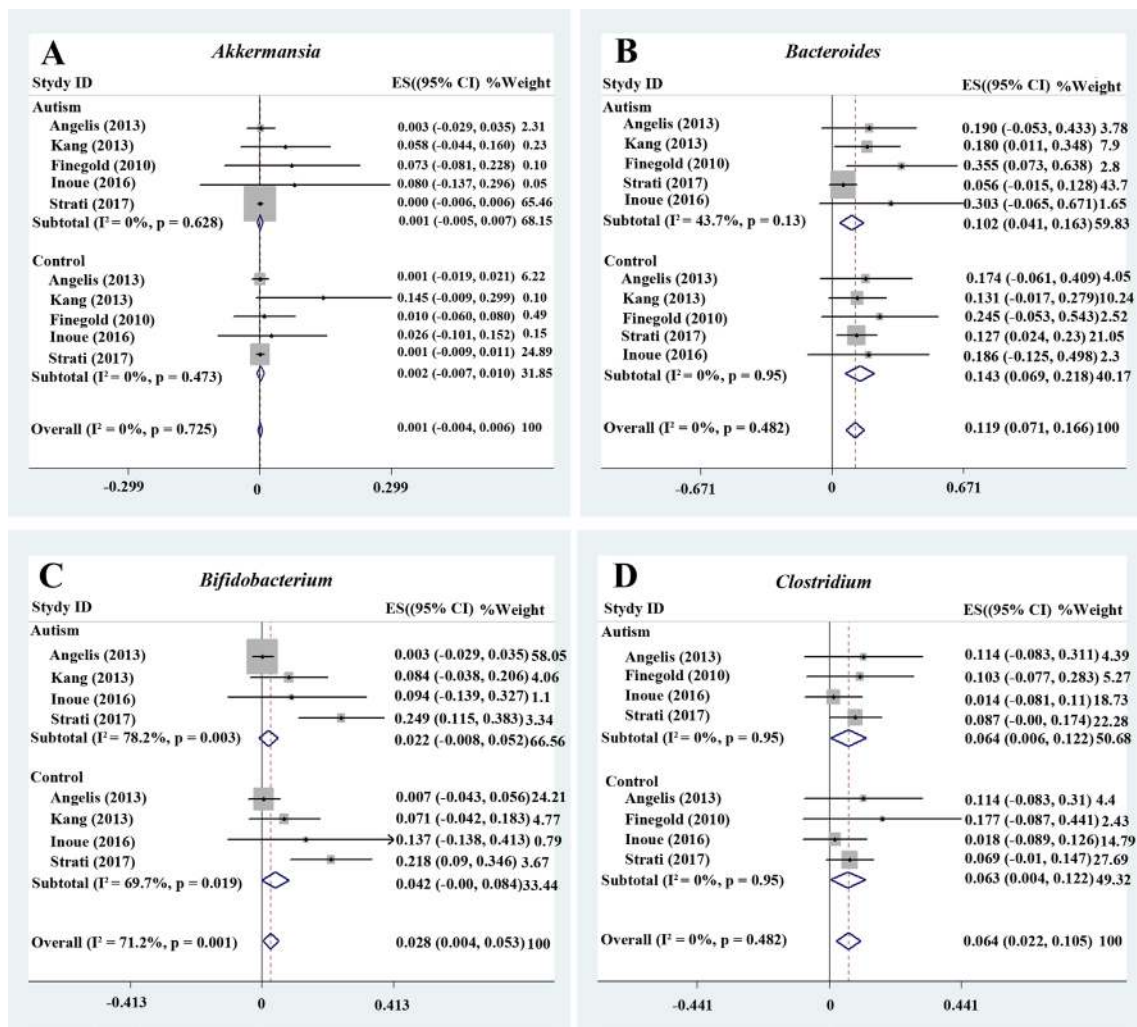 A
Akkermansia
Stydy ID ES((95% CI) %Weight
Autism
Angelis (2013) 0.003 (-0.029, 0.035) 2.31
Kang (2013) 0.058 (-0.044, 0.160) 0.23
Finegold (2010) 0.073 (-0.081, 0.228) 0.10
Inoue (2016) 0.080 (-0.137, 0.296) 0.05
Strati (2017) 0.000 (-0.006, 0.006) 65.46
Subtotal (I² = 0%, p = 0.628) 0.001 (-0.005, 0.007) 68.15
Control
Angelis (2013) 0.001 (-0.019, 0.021) 6.22
Kang (2013) 0.145 (-0.009, 0.299) 0.10
Finegold (2010) 0.010 (-0.060, 0.080) 0.49
Inoue (2016) 0.026 (-0.101, 0.152) 0.15
Strati (2017) 0.001 (-0.009, 0.011) 24.89
Subtotal (I² = 0%, p = 0.473) 0.002 (-0.007, 0.010) 31.85
Overall (I² = 0%, p = 0.725) 0.001 (-0.004, 0.006) 100
-0.299 0 0.299
B
Bacteroides
Stydy ID ES((95% CI) %Weight
Autism
Angelis (2013) 0.190 (-0.053, 0.433) 3.78
Kang (2013) 0.180 (0.011, 0.348) 7.9
Finegold (2010) 0.355 (0.073, 0.638) 2.8
Strati (2017) 0.056 (-0.015, 0.128) 43.7
Inoue (2016) 0.303 (-0.065, 0.671) 1.65
Subtotal (I² = 43.7%, p = 0.13) 0.102 (0.041, 0.163) 59.83
Control
Angelis (2013) 0.174 (-0.061, 0.409) 4.05
Kang (2013) 0.131 (-0.017, 0.279) 10.24
Finegold (2010) 0.245 (-0.053, 0.543) 2.52
Strati (2017) 0.127 (0.024, 0.23) 21.05
Inoue (2016) 0.186 (-0.125, 0.498) 2.3
Subtotal (I² = 0%, p = 0.95) 0.143 (0.069, 0.218) 40.17
Overall (I² = 0%, p = 0.482) 0.119 (0.071, 0.166) 100
-0.671 0 0.671
C
Bifidobacterium
Stydy ID ES((95% CI) %Weight
Autism
Angelis (2013) 0.003 (-0.029, 0.035) 58.05
Kang (2013) 0.084 (-0.038, 0.206) 4.06
Inoue (2016) 0.094 (-0.139, 0.327) 1.1
Strati (2017) 0.249 (0.115, 0.383) 3.34
Subtotal (I² = 78.2%, p = 0.003) 0.022 (-0.008, 0.052) 66.56
Control
Angelis (2013) 0.007 (-0.043, 0.056) 24.21
Kang (2013) 0.071 (-0.042, 0.183) 4.77
Inoue (2016) 0.137 (-0.138, 0.413) 0.79
Strati (2017) 0.218 (0.09, 0.346) 3.67
Subtotal (I² = 69.7%, p = 0.019) 0.042 (-0.00, 0.084) 33.44
Overall (I² = 71.2%, p = 0.001) 0.028 (0.004, 0.053) 100
-0.413 0 0.413
D
Clostridium
Stydy ID ES((95% CI) %Weight
Autism
Angelis (2013) 0.114 (-0.083, 0.311) 4.39
Finegold (2010) 0.103 (-0.077, 0.283) 5.27
Inoue (2016) 0.014 (-0.081, 0.11) 18.73
Strati (2017) 0.087 (-0.00, 0.174) 22.28
Subtotal (I² = 0%, p = 0.95) 0.064 (0.006, 0.122) 50.68
Control
Angelis (2013) 0.114 (-0.083, 0.31) 4.4
Finegold (2010) 0.177 (-0.087, 0.441) 2.43
Inoue (2016) 0.018 (-0.089, 0.126) 14.79
Strati (2017) 0.069 (-0.01, 0.147) 27.69
Subtotal (I² = 0%, p = 0.95) 0.063 (0.004, 0.122) 49.32
Overall (I² = 0%, p = 0.482) 0.064 (0.022, 0.105) 100
-0.441 0 0.441